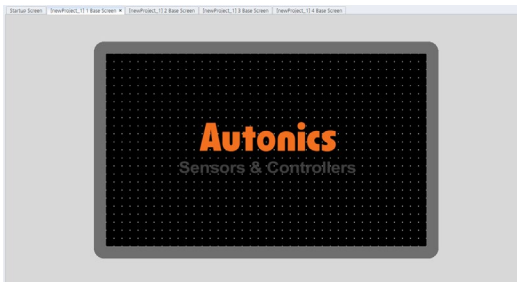 Startup Screen [newProject_1] 1 Base Screen × [newProject_1] 2 Base Screen [newProject_1] 3 Base Screen [newProject_1] 4 Base Screen
Autonics
Sensors & Controllers